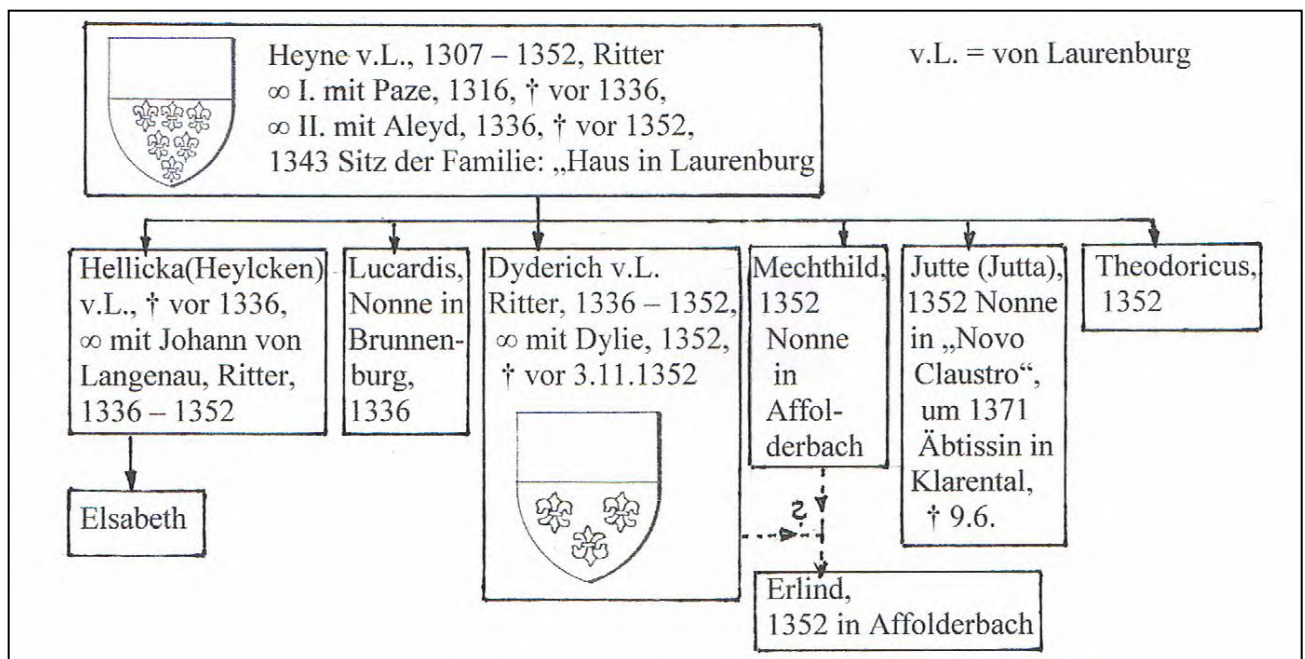 Heyne v.L., 1307 – 1352, Ritter
∞ I. mit Paze, 1316, † vor 1336,
∞ II. mit Aleyd, 1336, † vor 1352,
1343 Sitz der Familie: „Haus in Laurenburg
v.L. = von Laurenburg
Hellicka(Heylcken)
v.L., † vor 1336,
∞ mit Johann von
Langenau, Ritter,
1336 – 1352
Lucardis,
Nonne in
Brunnen-
burg,
1336
Dyderich v.L.
Ritter, 1336 – 1352,
∞ mit Dylie, 1352,
† vor 3.11.1352
Mechthild,
1352
Nonne
in
Affol-
derbach
Jutte (Jutta),
1352 Nonne
in „Novo
Claustro“,
um 1371
Äbtissin in
Klarental,
† 9.6.
Theodoricus,
1352
Elsabeth
?
Erlind,
1352 in Affolderbach